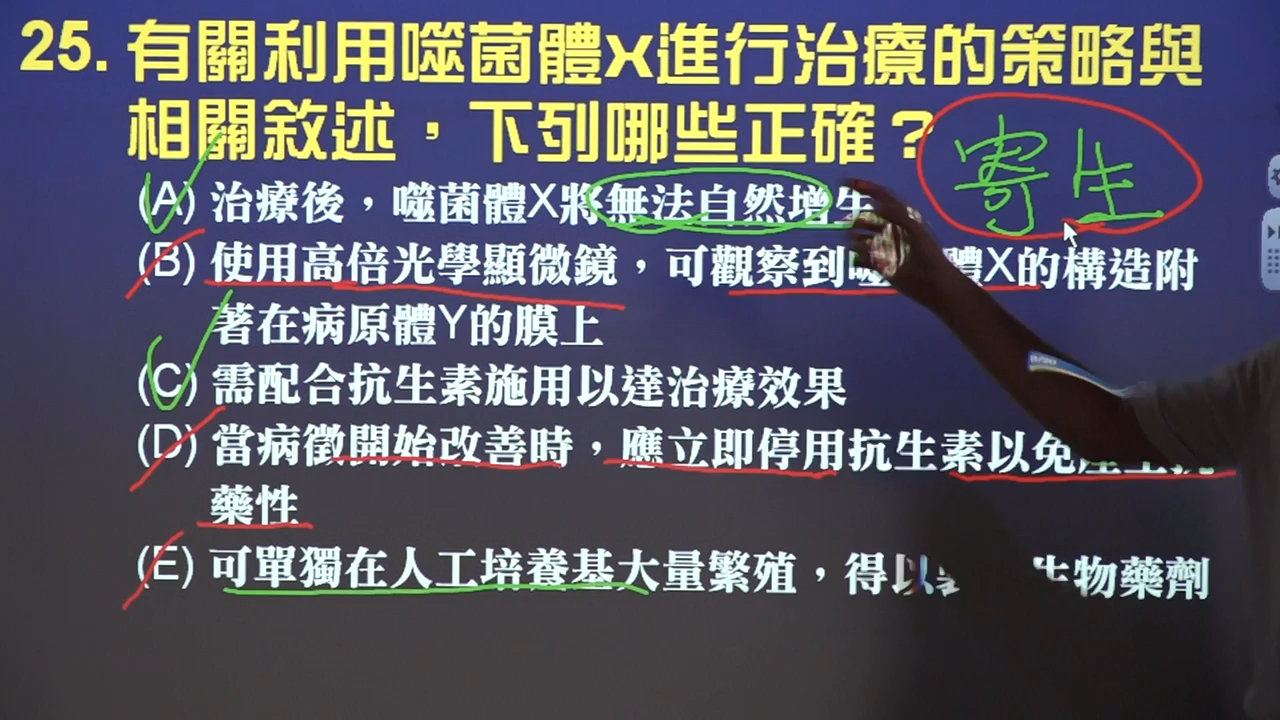 25. 有關利用噬菌體X進行治療的策略與
相關敘述，下列哪些正確？
寄生
(A) 治療後，噬菌體X將無法自然增生
(B) 使用高倍光學顯微鏡，可觀察到噬 體X的構造附
著在病原體Y的膜上
(C) 需配合抗生素施用以達治療效果
(D) 當病徵開始改善時，應立即停用抗生素以免
藥性
(E) 可單獨在人工培養基大量繁殖，得以 生物藥劑